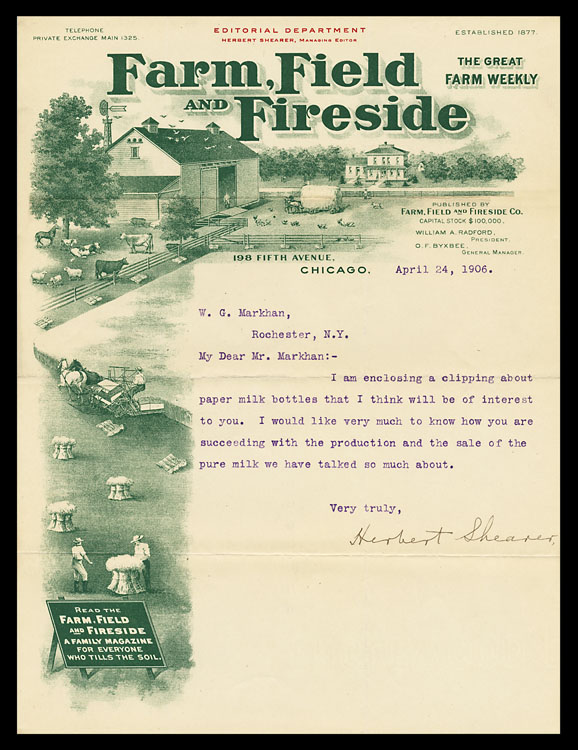 TELEPHONE
PRIVATE EXCHANGE MAIN 1325.
EDITORIAL DEPARTMENT
HERBERT SHEARER, MANAGING EDITOR.
ESTABLISHED 1877.
Farm, Field
AND Fireside
THE GREAT
FARM WEEKLY
PUBLISHED BY
FARM, FIELD AND FIRESIDE CO.
CAPITAL STOCK $100,000.
WILLIAM A. RADFORD,
PRESIDENT.
O. F. BYXBEE,
GENERAL MANAGER.
198 FIFTH AVENUE,
CHICAGO. April 24, 1906.
W. G. Markhan,
Rochester, N.Y.
My Dear Mr. Markhan:-
I am enclosing a clipping about
paper milk bottles that I think will be of interest
to you. I would like very much to know how you are
succeeding with the production and the sale of the
pure milk we have talked so much about.
Very truly,
Herbert Shearer,
READ THE
FARM, FIELD
AND FIRESIDE
A FAMILY MAGAZINE
FOR EVERYONE
WHO TILLS THE SOIL.